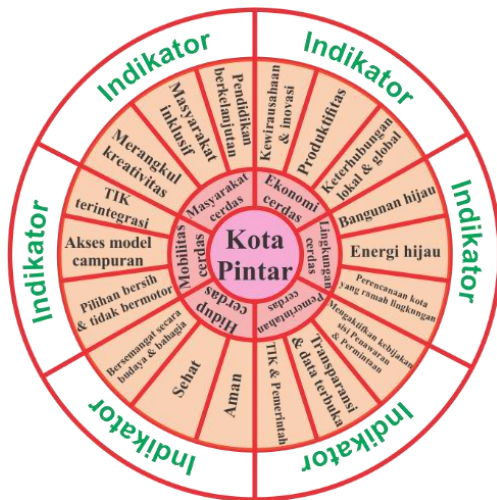 Kota
Pintar
Ekonomi
cerdas
Lingkungan
cerdas
Pemerintahan
cerdas
Hidup
cerdas
Mobilitas
cerdas
Masyarakat
cerdas
Indikator
Kewirausahaan
& inovasi
Produktifitas
Keterhubungan
lokal & global
Indikator
Bangunan hijau
Energi hijau
Perencanaan kota
yang ramah lingkungan
Indikator
Mengaktifkan kebijakan
sisi Penawaran
& Permintaan
Transparansi
& data terbuka
TIK & Pemerintah
Indikator
Aman
Sehat
Bersemangat secara
budaya & bahagia
Indikator
Pilihan bersih
& tidak bermotor
Akses model
campuran
TIK
terintegrasi
Indikator
Merangkul
kreativitas
Masyarakat
inklusif
Pendidikan
berkelanjutan